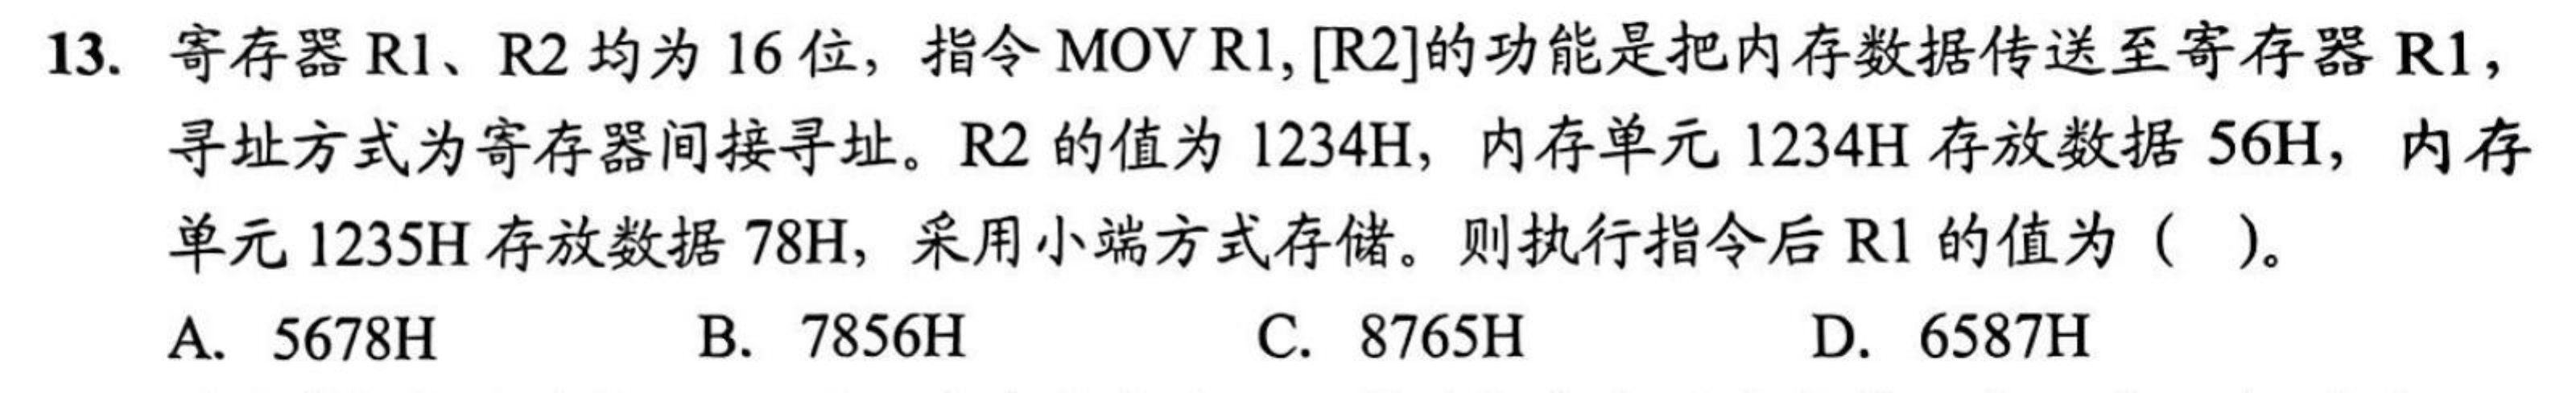 13. 寄存器 R1、R2 均为 16 位，指令 MOV R1, [R2]的功能是把内存数据传送至寄存器 R1，
寻址方式为寄存器间接寻址。R2 的值为 1234H，内存单元 1234H 存放数据 56H，内存
单元 1235H 存放数据 78H，采用小端方式存储。则执行指令后 R1 的值为（ ）。
A. 5678H B. 7856H C. 8765H D. 6587H